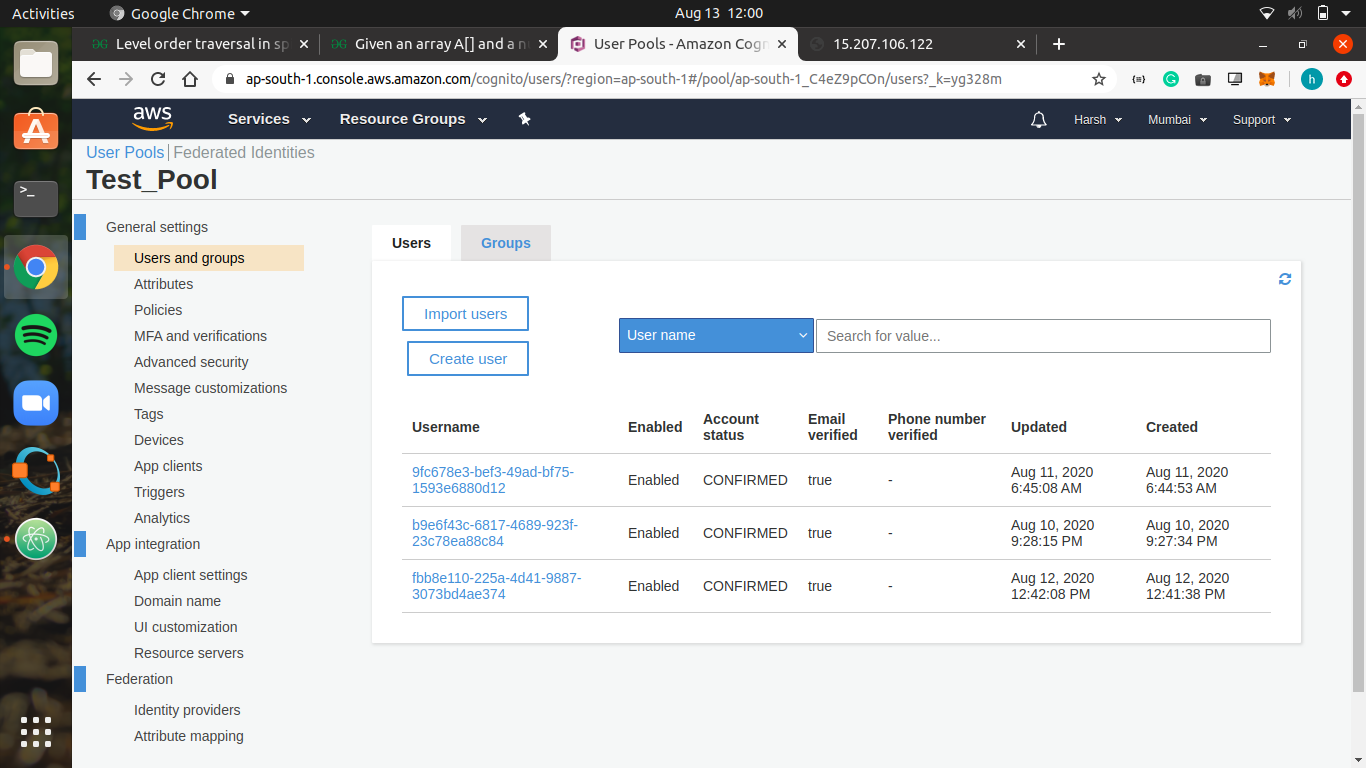 Activities
Google Chrome
Aug 13 12:00
Level order traversal in sp
Given an array A[] and a nu
User Pools - Amazon Cogn
15.207.106.122
ap-south-1.console.aws.amazon.com/cognito/users/?region=ap-south-1#/pool/ap-south-1_C4eZ9pCOn/users?_k=yg328m
h
aws
Services
Resource Groups
Harsh
Mumbai
Support
User Pools
Federated Identities
Test_Pool
General settings
Users and groups
Attributes
Policies
MFA and verifications
Advanced security
Message customizations
Tags
Devices
App clients
Triggers
Analytics
App integration
App client settings
Domain name
UI customization
Resource servers
Federation
Identity providers
Attribute mapping
Users
Groups
Import users
Create user
User name
Search for value...
Username
Enabled
Account
status
Email
verified
Phone number
verified
Updated
Created
9fc678e3-bef3-49ad-bf75-
1593e6880d12
Enabled
CONFIRMED
true
-
Aug 11, 2020
6:45:08 AM
Aug 11, 2020
6:44:53 AM
b9e6f43c-6817-4689-923f-
23c78ea88c84
Enabled
CONFIRMED
true
-
Aug 10, 2020
9:28:15 PM
Aug 10, 2020
9:27:34 PM
fbb8e110-225a-4d41-9887-
3073bd4ae374
Enabled
CONFIRMED
true
-
Aug 12, 2020
12:42:08 PM
Aug 12, 2020
12:41:38 PM